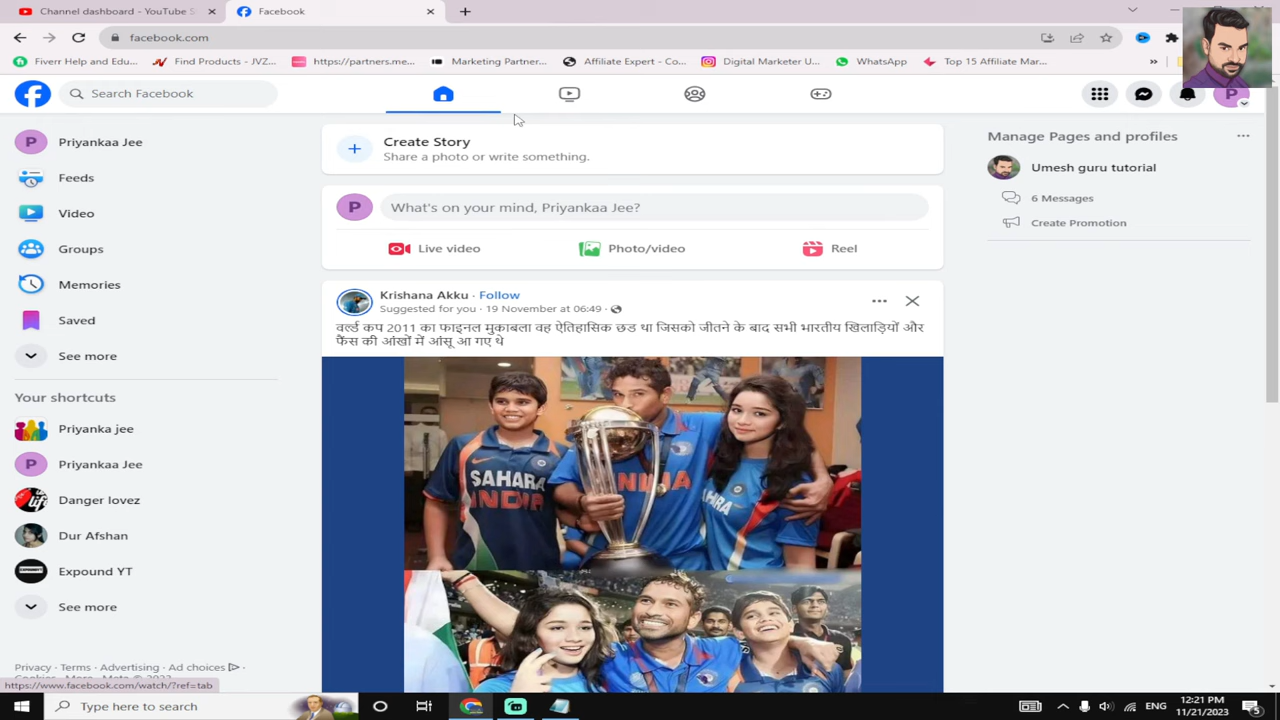 Channel dashboard - YouTube S
Facebook
facebook.com
Fiverr Help and Edu...
Find Products - JVZ...
https://partners.me...
Marketing Partner...
Affiliate Expert - Co...
Digital Marketer U...
WhatsApp
Top 15 Affiliate Mar...
Search Facebook
P
P Priyankaa Jee
Feeds
Video
Groups
Memories
Saved
See more
Your shortcuts
Priyanka jee
P Priyankaa Jee
Danger lovez
Dur Afshan
Expound YT
See more
Privacy · Terms · Advertising · Ad choices ·
https://www.facebook.com/watch/?ref=tab
Create Story
Share a photo or write something.
P What's on your mind, Priyankaa Jee?
Live video
Photo/video
Reel
Krishana Akku · Follow
Suggested for you · 19 November at 06:49 ·
वर्ल्ड कप 2011 का फाइनल मुकाबला वह ऐतिहासिक छड था जिसको जीतने के बाद सभी भारतीय खिलाड़ियों और
फैंस की आंखों में आंसू आ गए थे
SAHARA
INDIA
Manage Pages and profiles
Umesh guru tutorial
6 Messages
Create Promotion
Type here to search
ENG
12:21 PM
11/21/2023
5